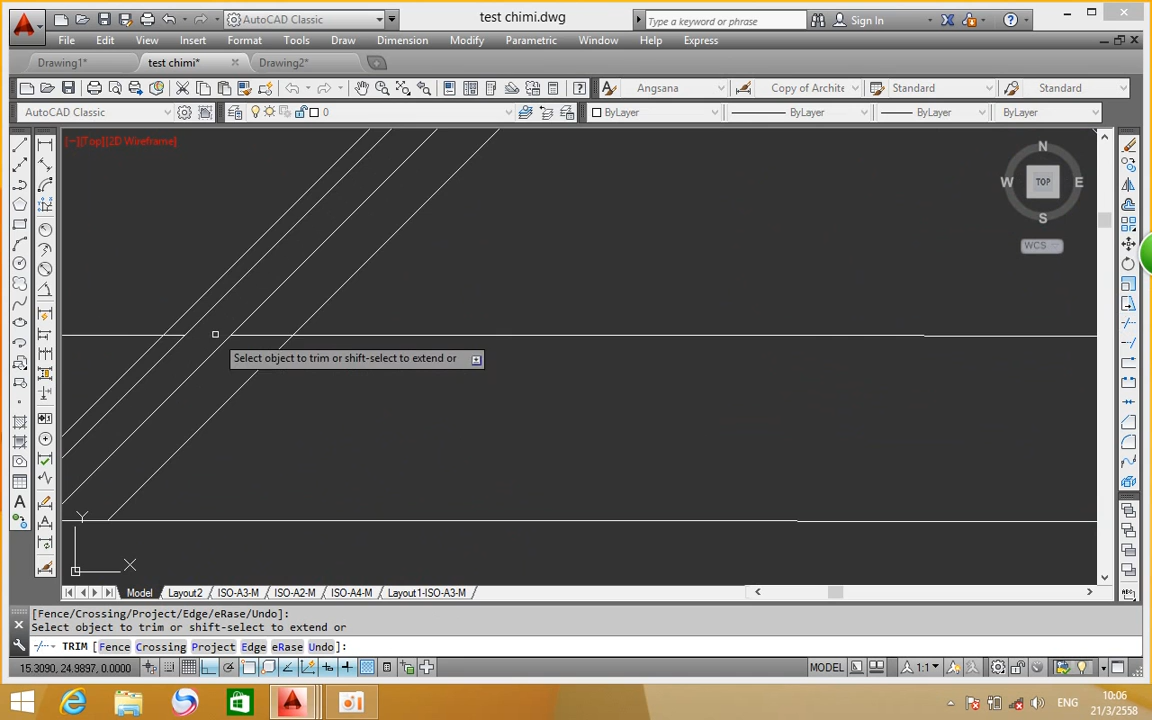 AutoCAD Classic
test chimi.dwg
Type a keyword or phrase
Sign In
File Edit View Insert Format Tools Draw Dimension Modify Parametric Window Help Express
Drawing1* test chimi* Drawing2*
Angsana Copy of Archite Standard Standard
AutoCAD Classic 0 ByLayer ByLayer ByLayer
[−][Top][2D Wireframe]
N
W TOP E
S
WCS
Select object to trim or shift-select to extend or
Y
X
Model Layout2 ISO-A3-M ISO-A2-M ISO-A4-M Layout1-ISO-A3-M
[Fence/Crossing/Project/Edge/eRase/Undo]:
Select object to trim or shift-select to extend or
TRIM [Fence Crossing Project Edge eRase Undo]:
15.3090, 24.9897, 0.0000 MODEL 1:1
ENG
10:06
21/3/2558